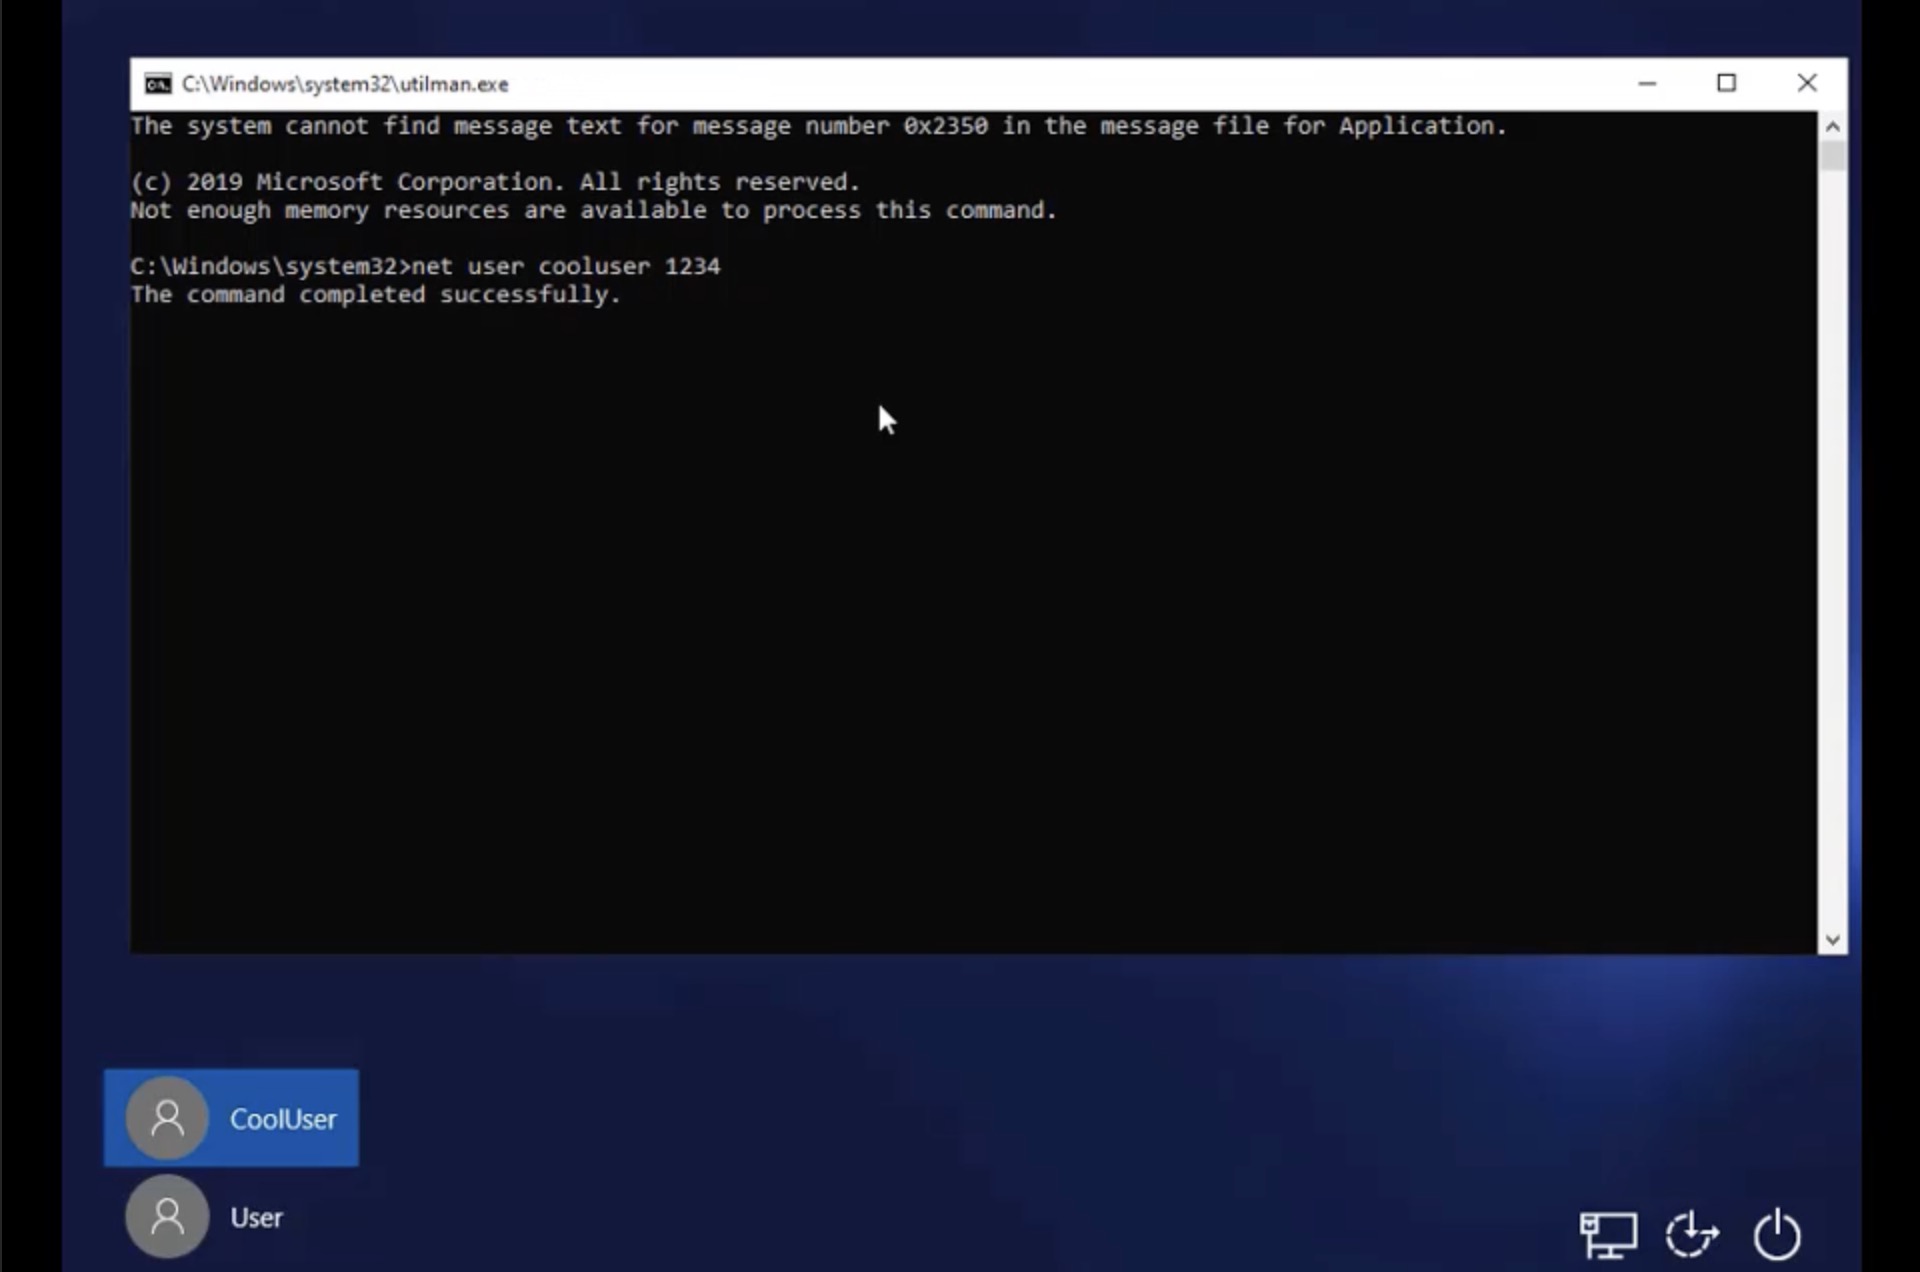 C:\Windows\system32\utilman.exe
The system cannot find message text for message number 0x2350 in the message file for Application.
(c) 2019 Microsoft Corporation. All rights reserved.
Not enough memory resources are available to process this command.
C:\Windows\system32>net user cooluser 1234
The command completed successfully.
CoolUser
User